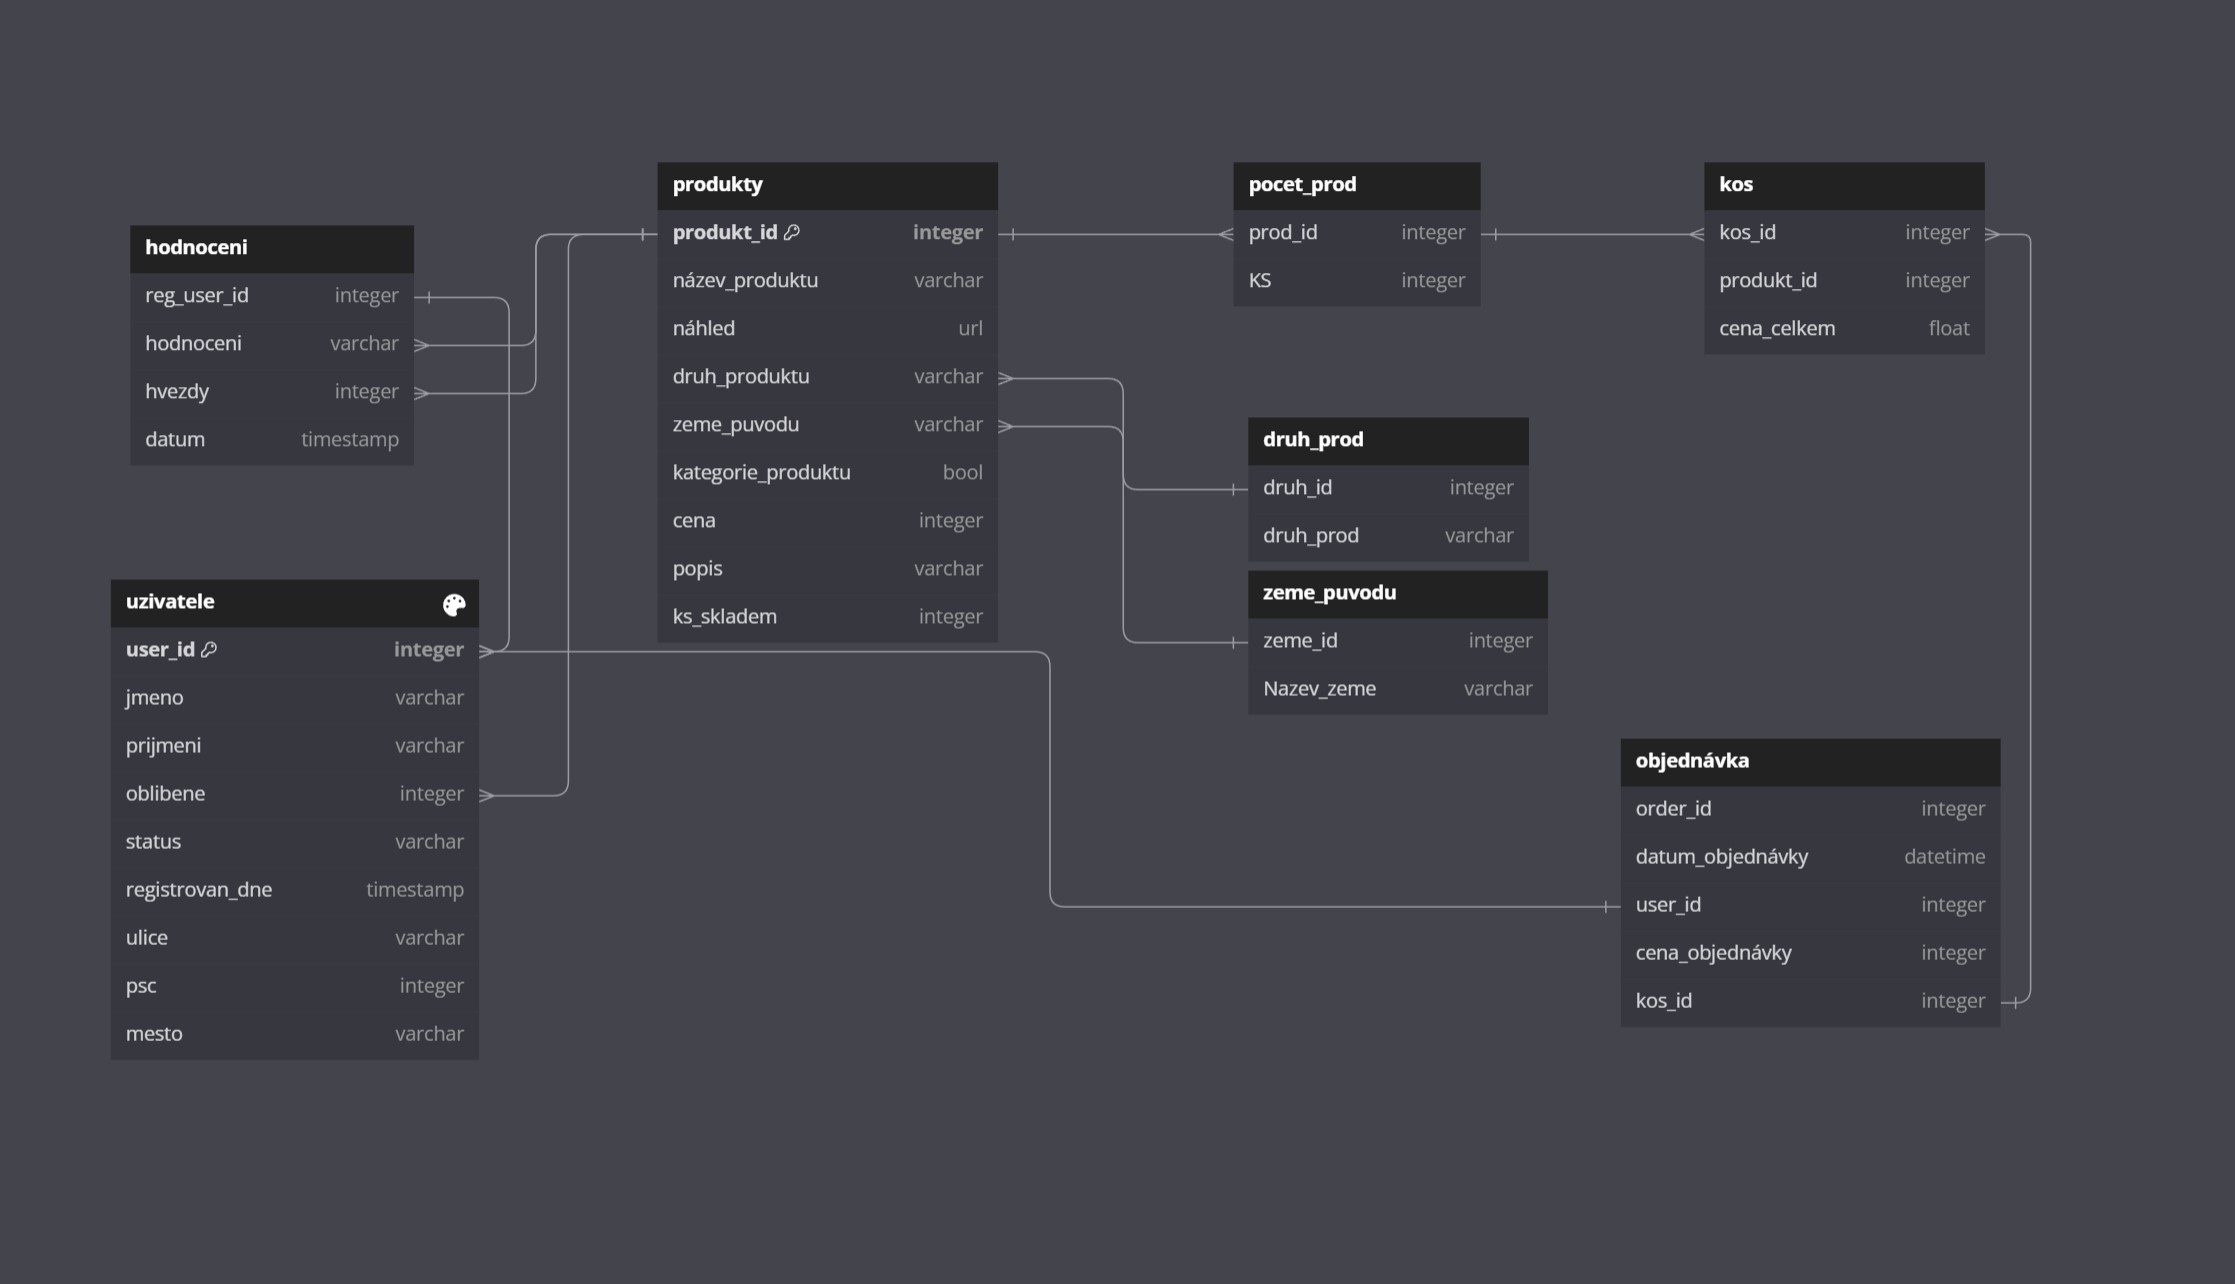 hodnoceni
reg_user_id integer
hodnoceni varchar
hvezdy integer
datum timestamp
uzivatele
user_id integer
jmeno varchar
prijmeni varchar
oblibene integer
status varchar
registrovan_dne timestamp
ulice varchar
psc integer
mesto varchar
produkty
produkt_id integer
název_produktu varchar
náhled url
druh_produktu varchar
zeme_puvodu varchar
kategorie_produktu bool
cena integer
popis varchar
ks_skladem integer
pocet_prod
prod_id integer
KS integer
kos
kos_id integer
produkt_id integer
cena_celkem float
druh_prod
druh_id integer
druh_prod varchar
zeme_puvodu
zeme_id integer
Nazev_zeme varchar
objednávka
order_id integer
datum_objednávky datetime
user_id integer
cena_objednávky integer
kos_id integer